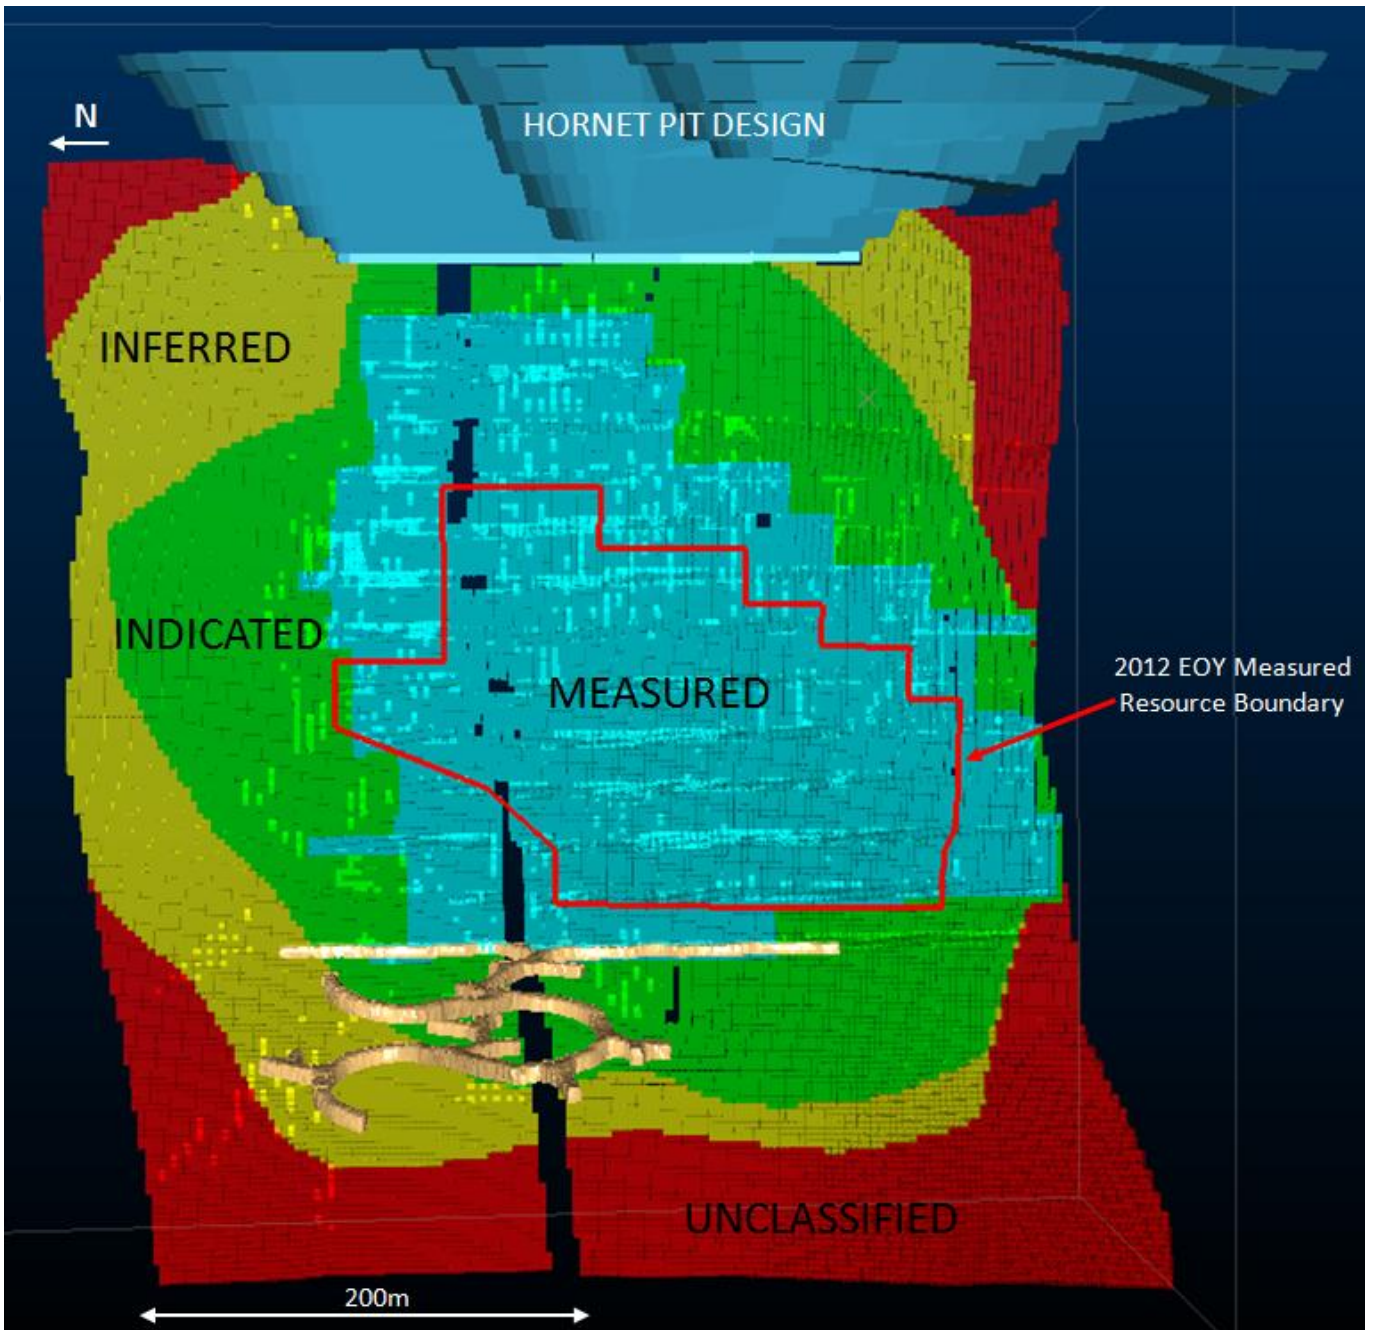 HORNET PIT DESIGN
N
INFERRED
INDICATED
MEASURED
2012 EOY Measured
Resource Boundary
UNCLASSIFIED
200m